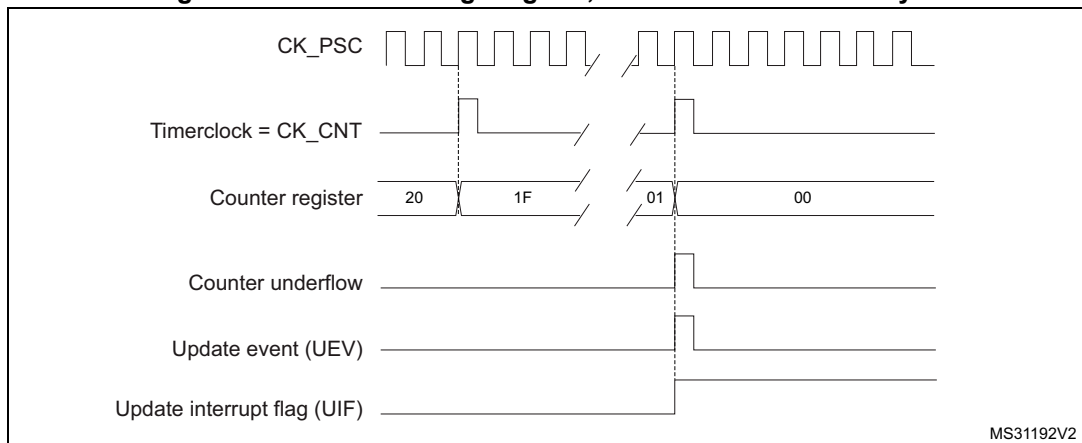 CK_PSC
Timerclock = CK_CNT
Counter register
20
1F
01
00
Counter underflow
Update event (UEV)
Update interrupt flag (UIF)
MS31192V2